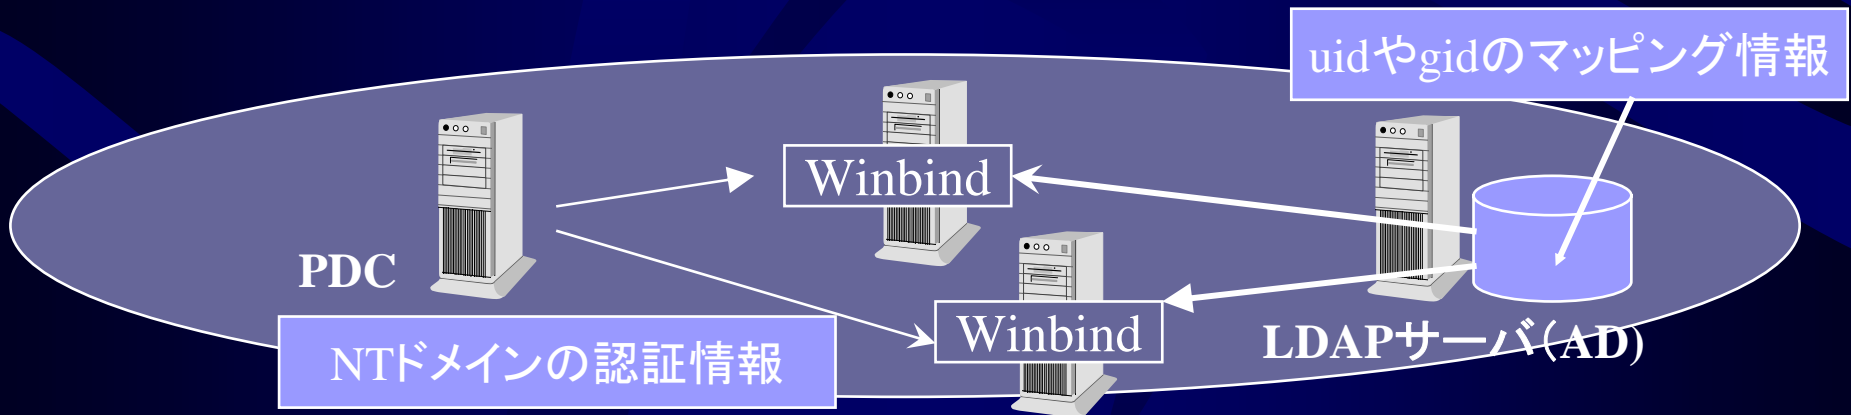 uidやgidのマッピング情報
Winbind
PDC
Winbind
LDAPサーバ（AD)
NTドメインの認証情報